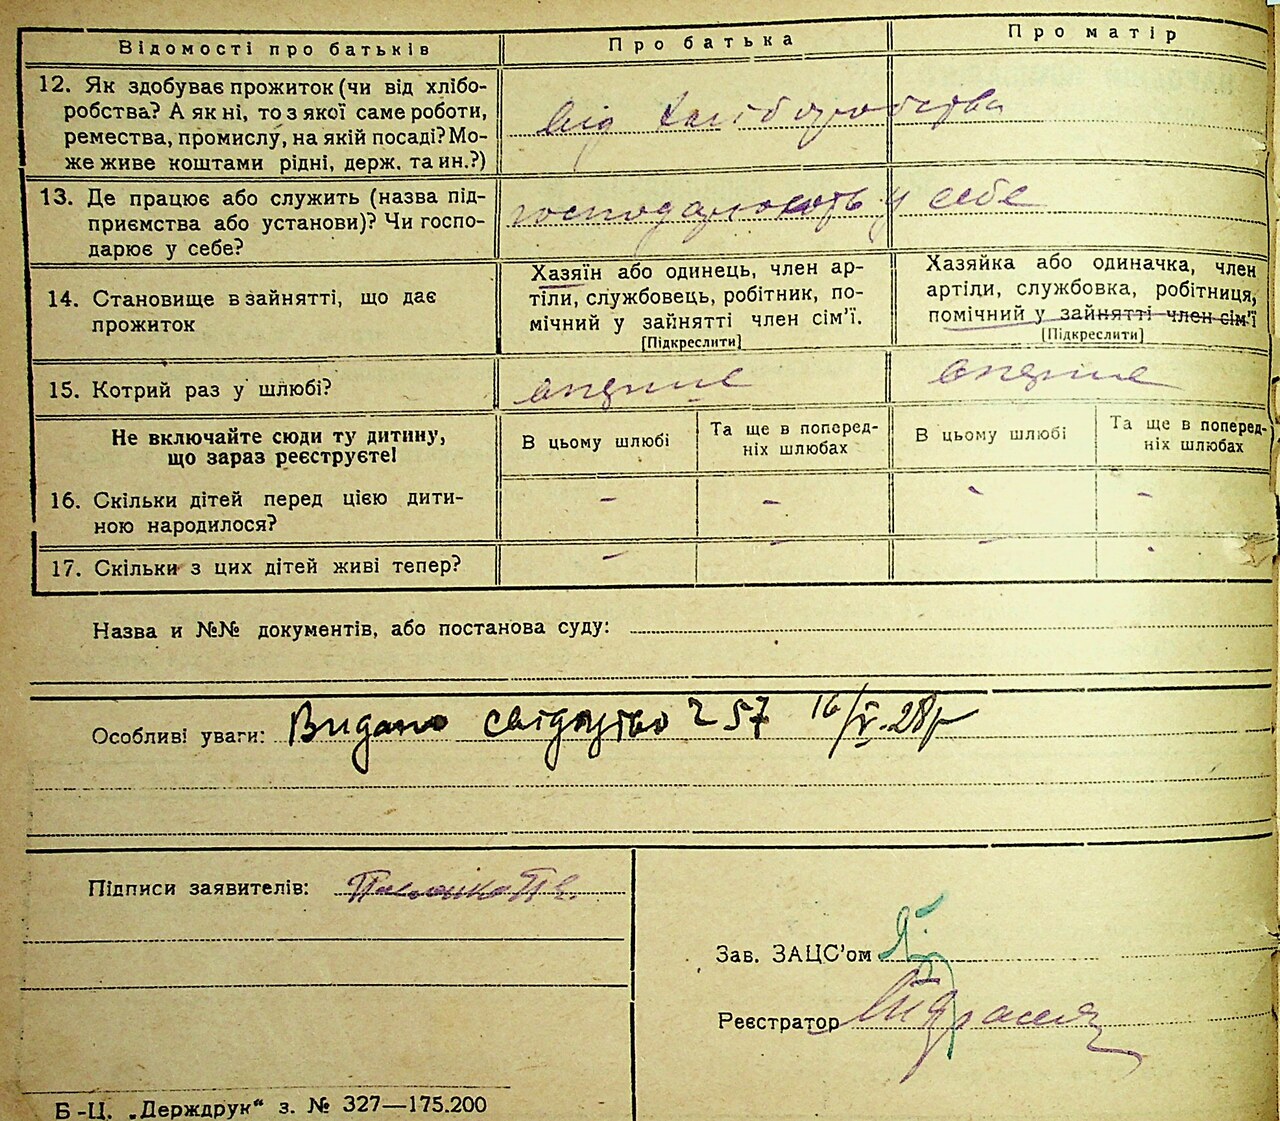 Відомості про батьків Про батька Про матір
12. Як здобуває прожиток (чи від хлібо-
робства? А як ні, то з якої саме роботи,
ремества, промислу, на якій посаді? Мо-
же живе коштами рідні, держ. та ин.?)
від хліборобства
13. Де працює або служить (назва під-
приємства або установи)? Чи госпо-
дарює у себе?
господарюють у себе
14. Становище в зайнятті, що дає
прожиток
Хазяїн або одинець, член ар-
тіли, службовець, робітник, по-
мічний у зайнятті член сім’ї.
[Підкреслити]
Хазяйка або одиначка, член
артіли, службовка, робітниця,
помічний у зайнятті член сім’ї
[Підкреслити]
15. Котрий раз у шлюбі? вперше вперше
Не включайте сюди ту дитину,
що зараз реєструєте!
В цьому шлюбі
Та ще в поперед-
ніх шлюбах
В цьому шлюбі
Та ще в поперед-
ніх шлюбах
16. Скільки дітей перед цією дити-
ною народилося?
- - - -
17. Скільки з цих дітей живі тепер?
- - - -
Назва и №№ документів, або постанова суду:
Особливі уваги: Видано свідоцтво ч 57 16/V-28р
Підписи заявителів:
Зав. ЗАЦС’ом
Реєстратор
Б-Ц. „Держдрук“ з. № 327—175.200